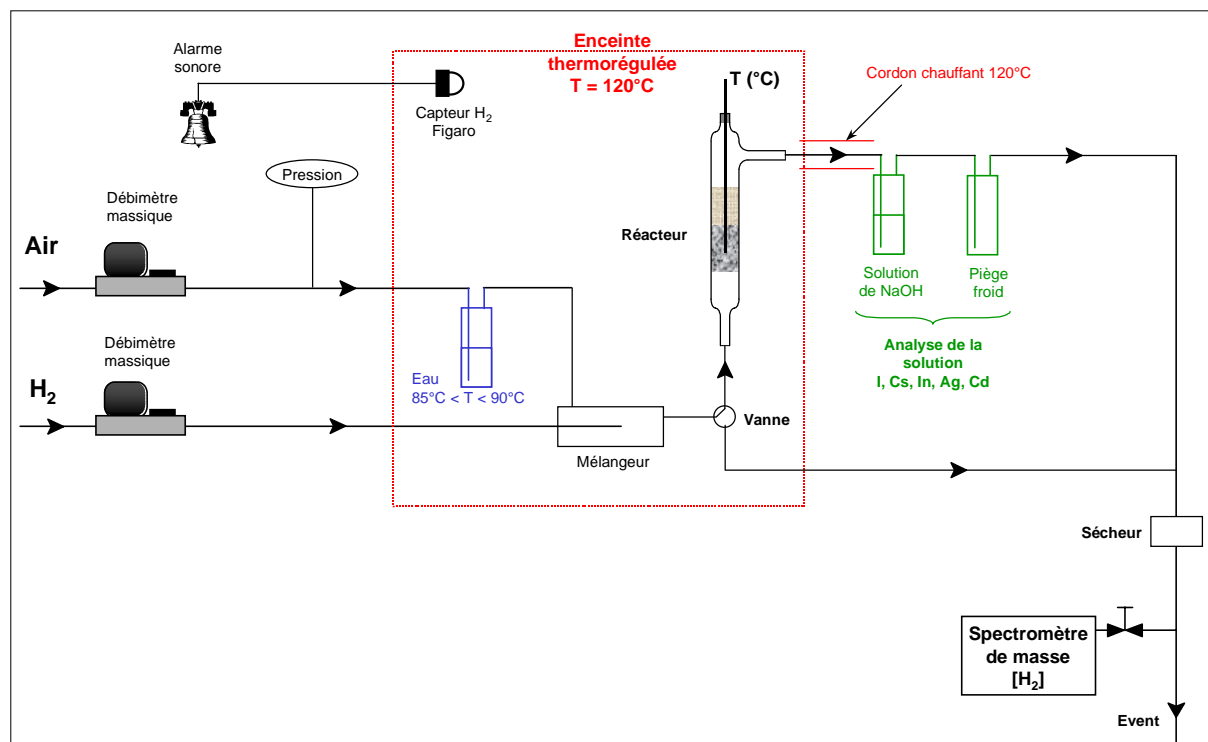 Alarme
sonore
Enceinte
thermorégulée
T = 120°C
Capteur H₂
Figaro
T (°C)
Cordon chauffant 120°C
Pression
Débimètre
massique
Air
Réacteur
Solution
de NaOH
Piège
froid
Analyse de la
solution
I, Cs, In, Ag, Cd
Débimètre
massique
H₂
Eau
85°C < T < 90°C
Vanne
Mélangeur
Sécheur
Spectromètre
de masse
[H₂]
Event